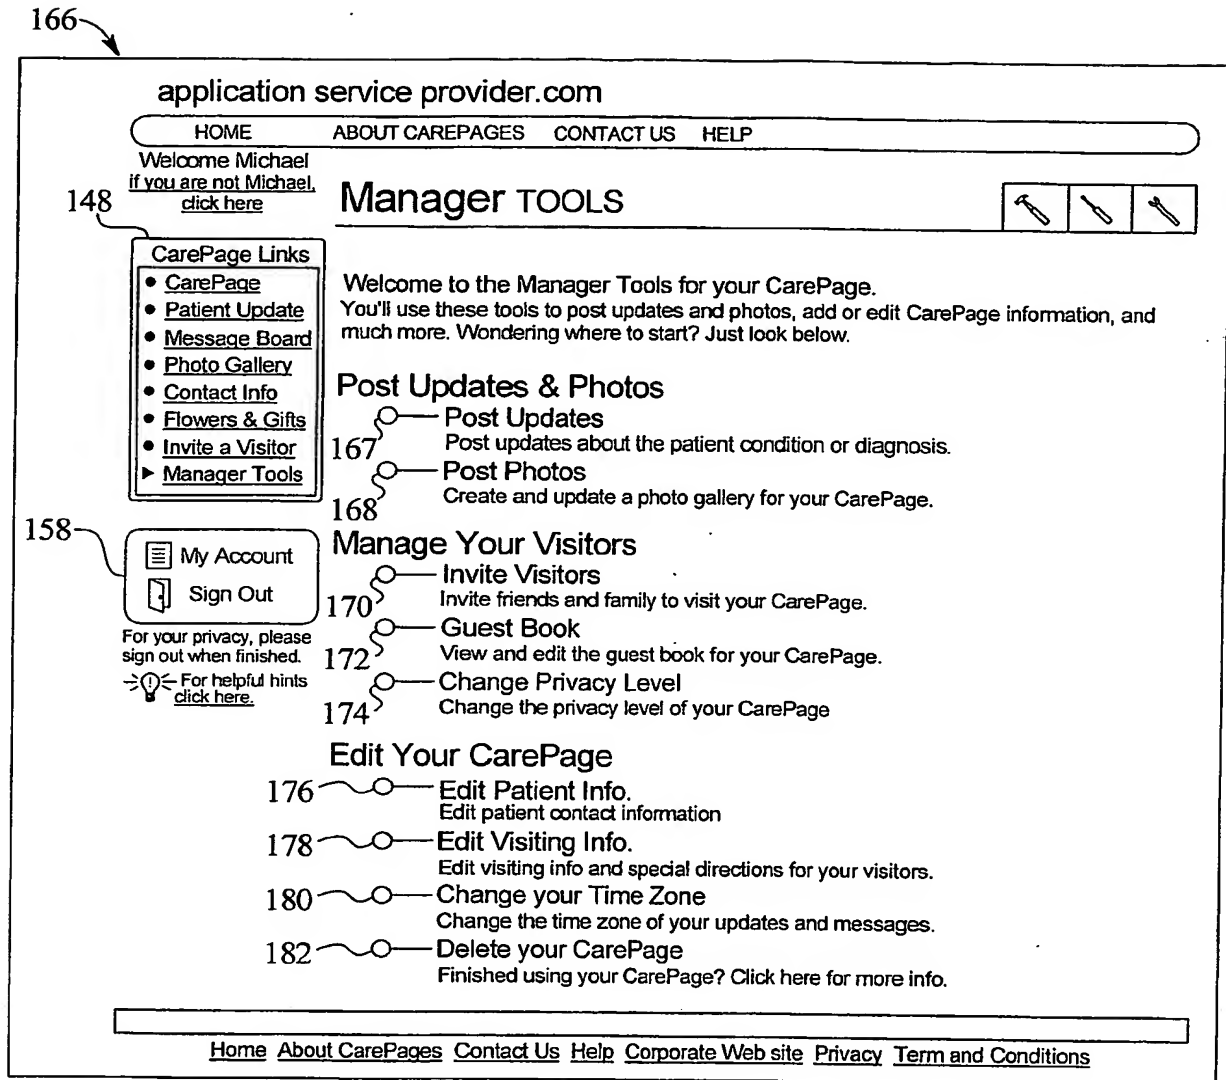 166
application service provider.com
HOME ABOUT CAREPAGES CONTACT US HELP
Welcome Michael
if you are not Michael,
click here
148
CarePage Links
CarePage
Patient Update
Message Board
Photo Gallery
Contact Info
Flowers & Gifts
Invite a Visitor
Manager Tools
158
My Account
Sign Out
For your privacy, please
sign out when finished.
For helpful hints
click here.
Manager TOOLS
Welcome to the Manager Tools for your CarePage.
You'll use these tools to post updates and photos, add or edit CarePage information, and
much more. Wondering where to start? Just look below.
Post Updates & Photos
167 Post Updates
Post updates about the patient condition or diagnosis.
168 Post Photos
Create and update a photo gallery for your CarePage.
Manage Your Visitors
170 Invite Visitors
Invite friends and family to visit your CarePage.
172 Guest Book
View and edit the guest book for your CarePage.
174 Change Privacy Level
Change the privacy level of your CarePage
Edit Your CarePage
176 Edit Patient Info.
Edit patient contact information
178 Edit Visiting Info.
Edit visiting info and special directions for your visitors.
180 Change your Time Zone
Change the time zone of your updates and messages.
182 Delete your CarePage
Finished using your CarePage? Click here for more info.
Home About CarePages Contact Us Help Corporate Web site Privacy Term and Conditions